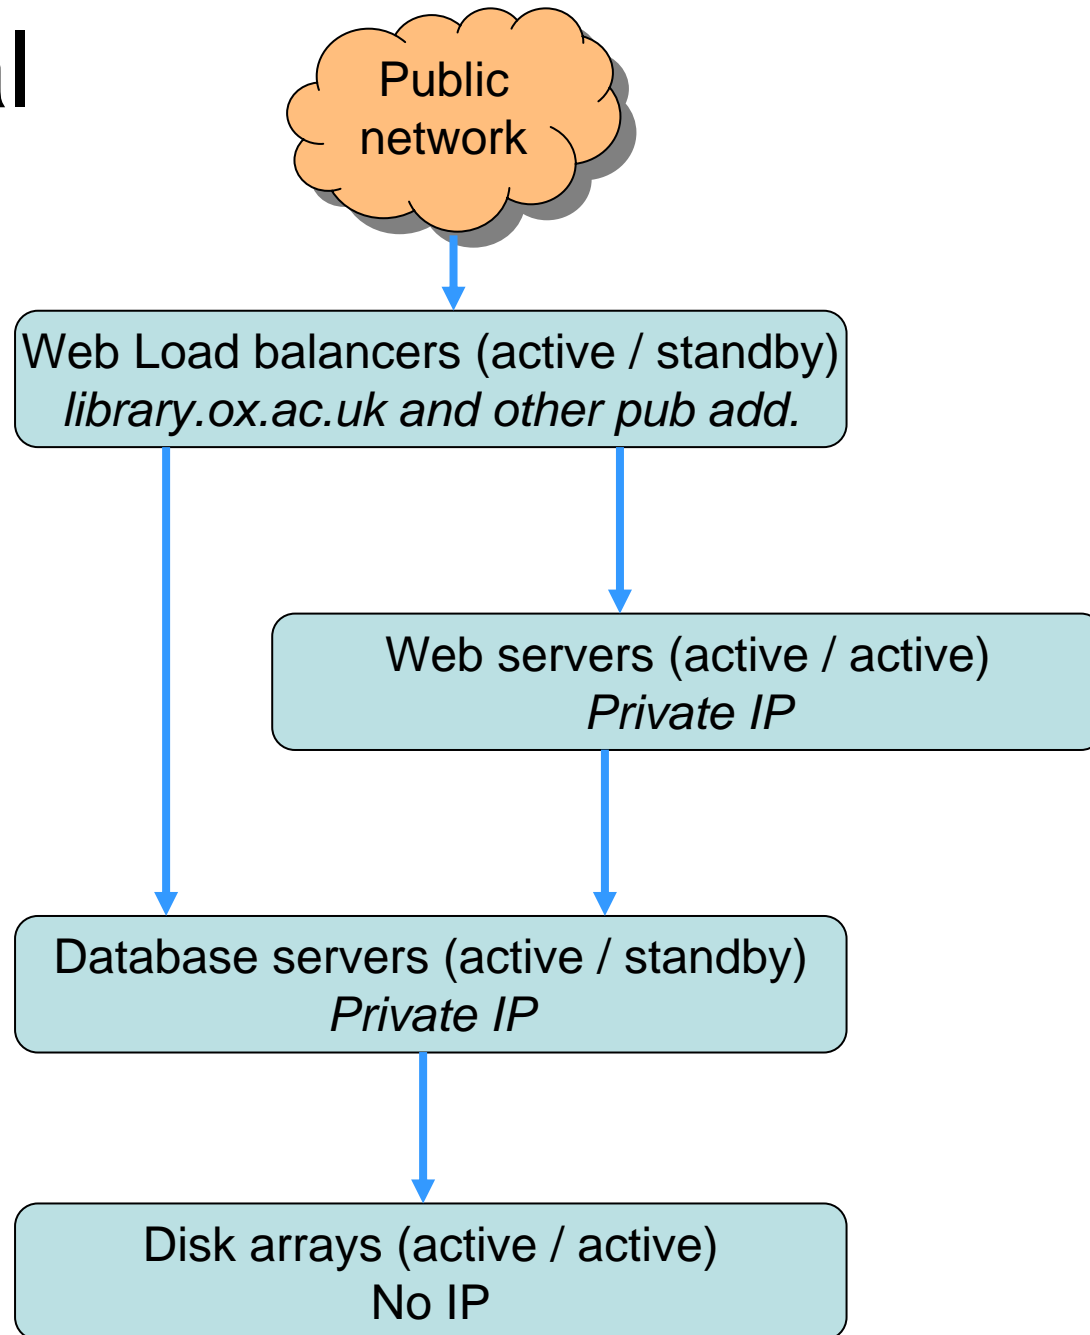 al
Public
network
Web Load balancers (active / standby)
library.ox.ac.uk and other pub add.
Web servers (active / active)
Private IP
Database servers (active / standby)
Private IP
Disk arrays (active / active)
No IP